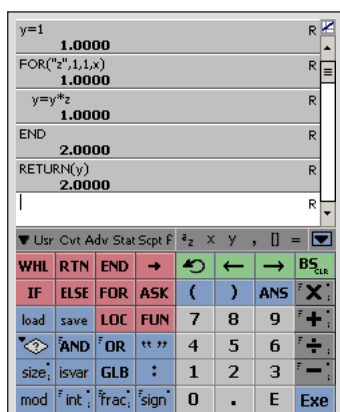 y=1 R
1.0000
FOR("z",1,1,x) R
1.0000
y=y*z R
END R
2.0000
RETURN(y) R
2.0000
R
Usr Cvt Adv Stat Scpt F az x y , [] =
WHL RTN END → ← → BS CLR
IF ELSE FOR ASK ( ) ANS F X ;
load save LOC FUN 7 8 9 F + ;
? F AND F OR “ ” 4 5 6 F ÷ ;
size; isvar GLB : 1 2 3 F − ;
mod F int ; F frac ; F sign 0 . E Exe